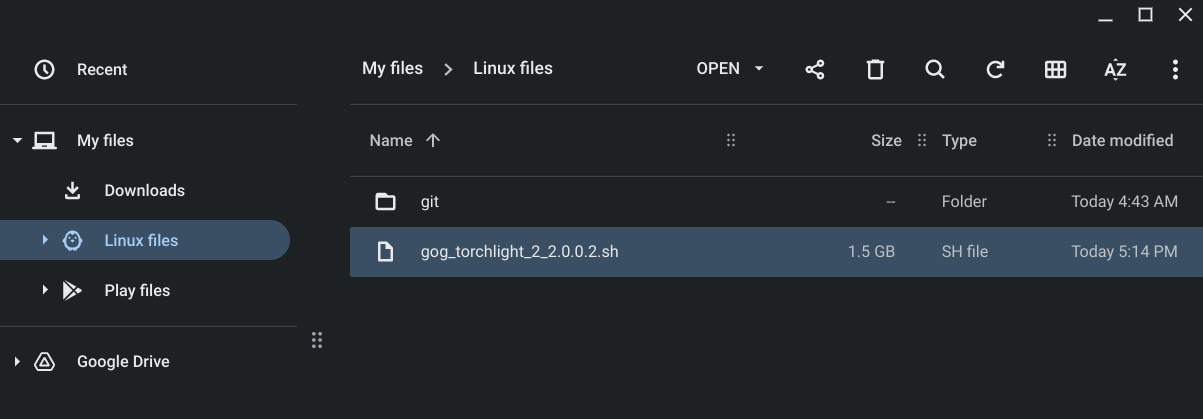 Recent
My files
Downloads
Linux files
Play files
Google Drive
My files Linux files OPEN AZ
Name Size Type Date modified
git -- Folder Today 4:43 AM
gog_torchlight_2_2.0.0.2.sh 1.5 GB SH file Today 5:14 PM